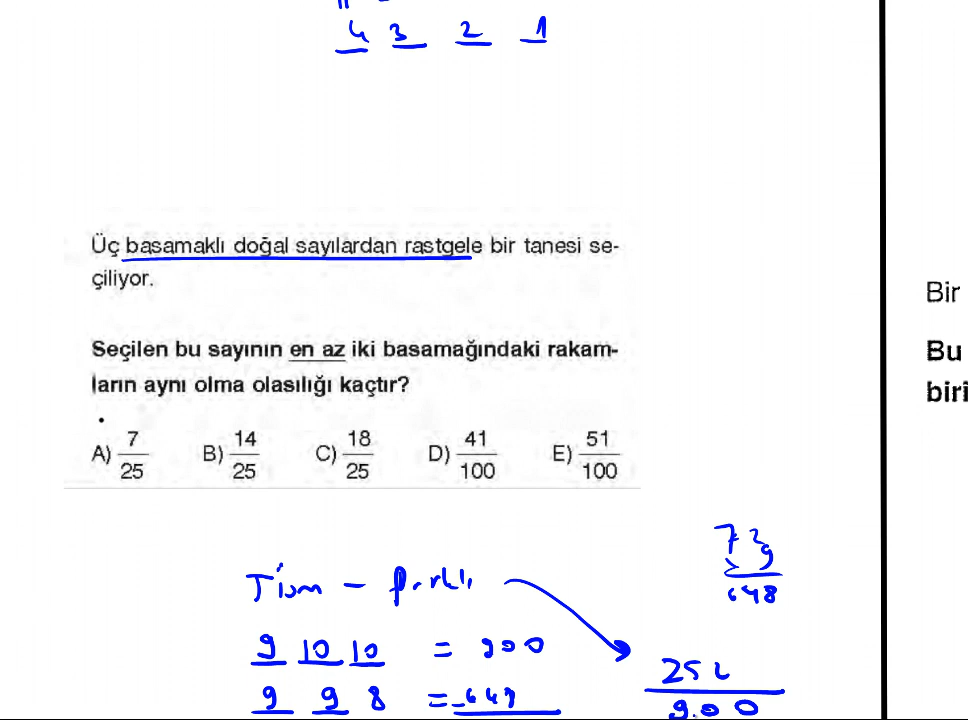 4 3 2 1
Üç basamaklı doğal sayılardan rastgele bir tanesi se-
çiliyor.
Seçilen bu sayının en az iki basamağındaki rakam-
ların aynı olma olasılığı kaçtır?
A) 7/25 B) 14/25 C) 18/25 D) 41/100 E) 51/100
Bir
Bu
biri
72
x 9
648
Tüm - farklı
9 10 10 = 900
9 9 8 = -648
252
900